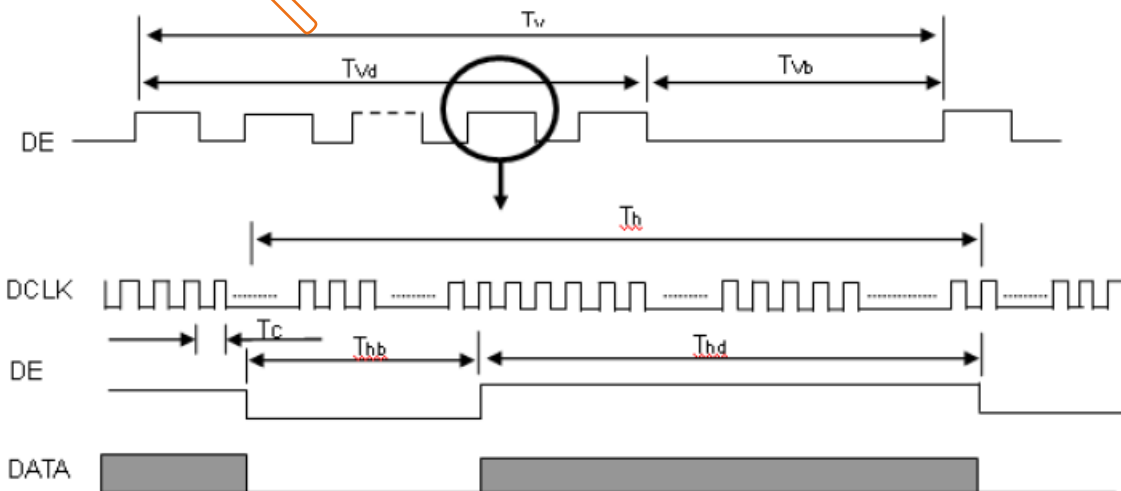 Tv
Tvd
Tvb
DE
Th
DCLK
Tc
Thb
Thd
DE
DATA